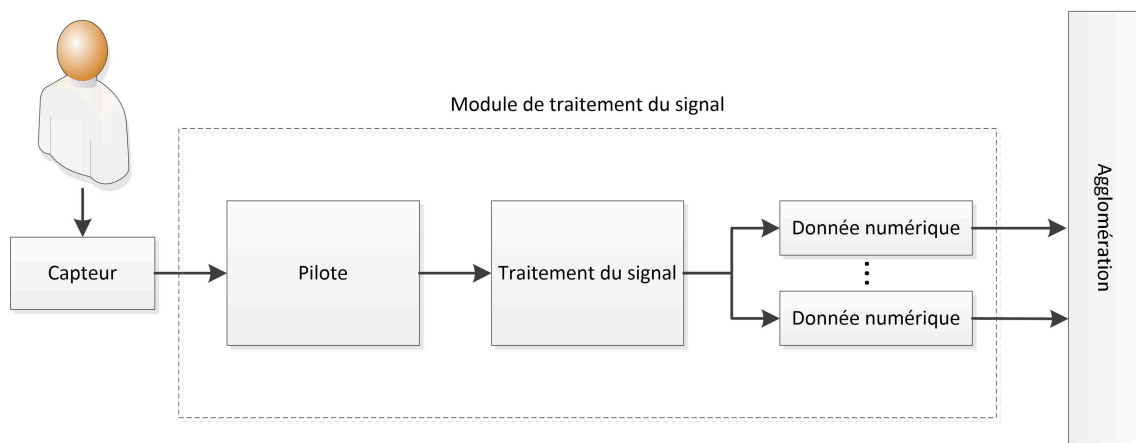 Module de traitement du signal
Capteur
Pilote
Traitement du signal
Donnée numérique
Donnée numérique
Agglomération